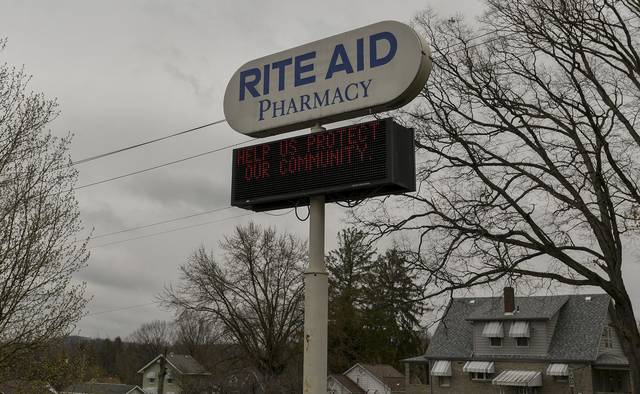 RITE AID
PHARMACY
HELP US PROTECT
OUR COMMUNITY.